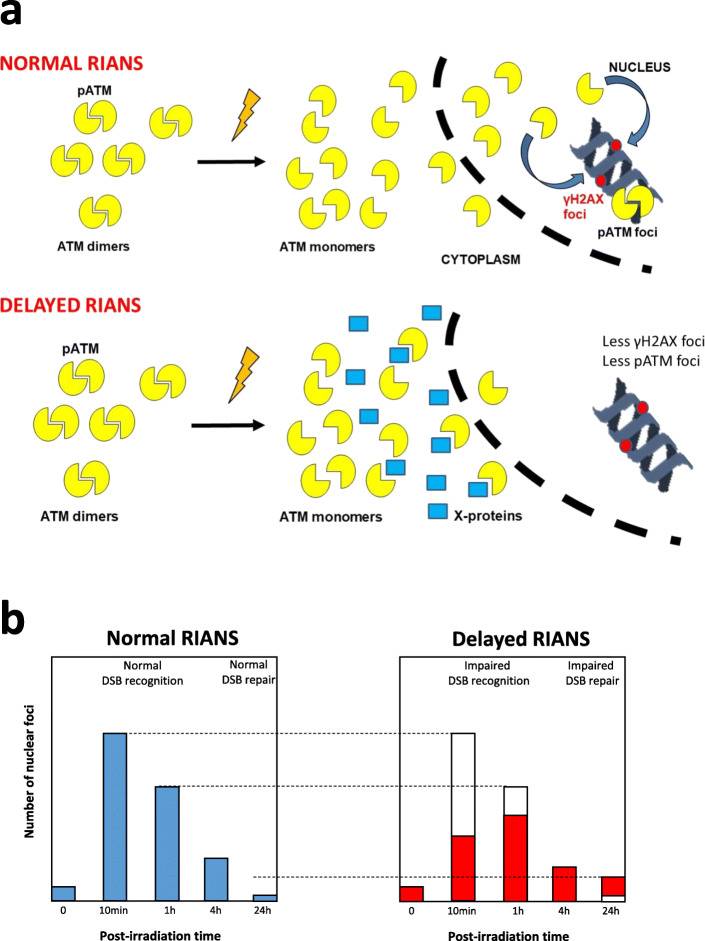 a
NORMAL RIANS
pATM
NUCLEUS
γH2AX
foci
pATM foci
ATM dimers
ATM monomers
CYTOPLASM
DELAYED RIANS
pATM
Less γH2AX foci
Less pATM foci
ATM dimers
ATM monomers
X-proteins
b
Normal RIANS
Normal
DSB recognition
Normal
DSB repair
Number of nuclear foci
0
10min
1h
4h
24h
Post-irradiation time
Delayed RIANS
Impaired
DSB recognition
Impaired
DSB repair
0
10min
1h
4h
24h
Post-irradiation time